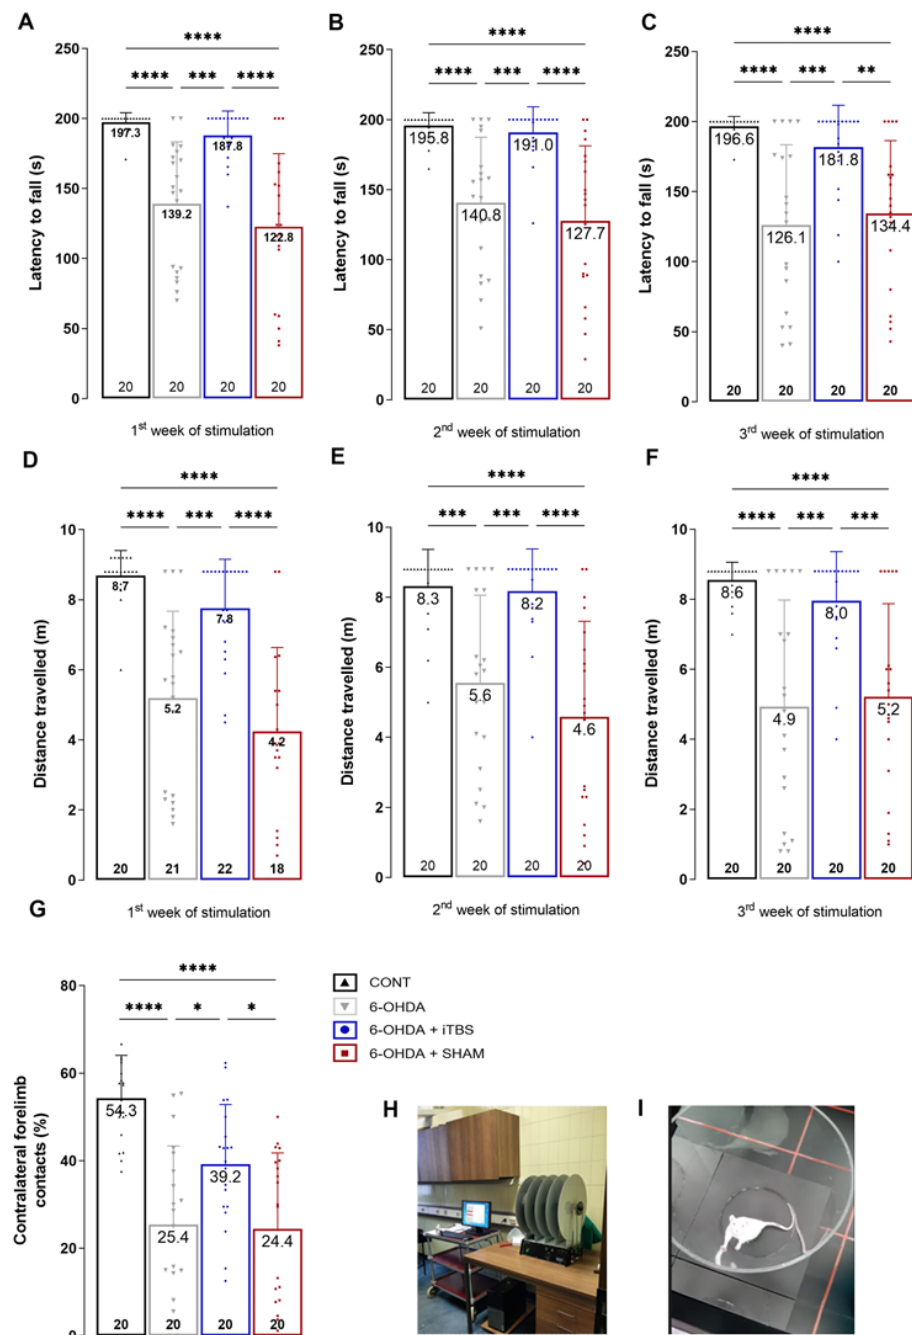 A
****
**** *** ****
250
200
150
100
50
0
Latency to fall (s)
197.3
139.2
187.8
122.8
20 20 20 20
1st week of stimulation
B
****
**** *** ****
250
200
150
100
50
0
Latency to fall (s)
195.8
140.8
191.0
127.7
20 20 20 20
2nd week of stimulation
C
****
**** *** **
250
200
150
100
50
0
Latency to fall (s)
196.6
126.1
181.8
134.4
20 20 20 20
3rd week of stimulation
D
****
**** *** ****
10
8
6
4
2
0
Distance travelled (m)
8.7
5.2
7.8
4.2
20 21 22 18
1st week of stimulation
E
****
*** *** ****
10
8
6
4
2
0
Distance travelled (m)
8.3
5.6
8.2
4.6
20 20 20 20
2nd week of stimulation
F
****
**** *** ***
10
8
6
4
2
0
Distance travelled (m)
8.6
4.9
8.0
5.2
20 20 20 20
3rd week of stimulation
G
****
**** * *
80
60
40
20
0
Contralateral forelimb
contacts (%)
54.3
25.4
39.2
24.4
20 20 20 20
CONT
6-OHDA
6-OHDA + iTBS
6-OHDA + SHAM
H
I